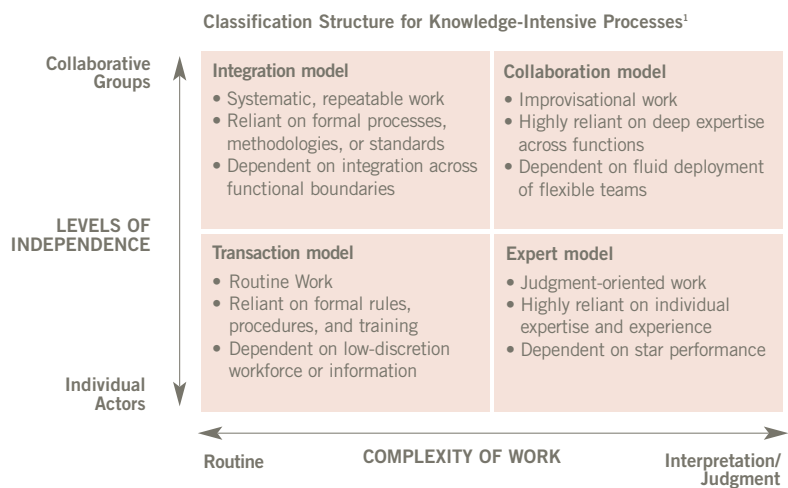 Classification Structure for Knowledge-Intensive Processes¹
Collaborative
Groups
LEVELS OF
INDEPENDENCE
Individual
Actors
Integration model
• Systematic, repeatable work
• Reliant on formal processes,
methodologies, or standards
• Dependent on integration across
functional boundaries
Collaboration model
• Improvisational work
• Highly reliant on deep expertise
across functions
• Dependent on fluid deployment
of flexible teams
Transaction model
• Routine Work
• Reliant on formal rules,
procedures, and training
• Dependent on low-discretion
workforce or information
Expert model
• Judgment-oriented work
• Highly reliant on individual
expertise and experience
• Dependent on star performance
Routine
COMPLEXITY OF WORK
Interpretation/
Judgment